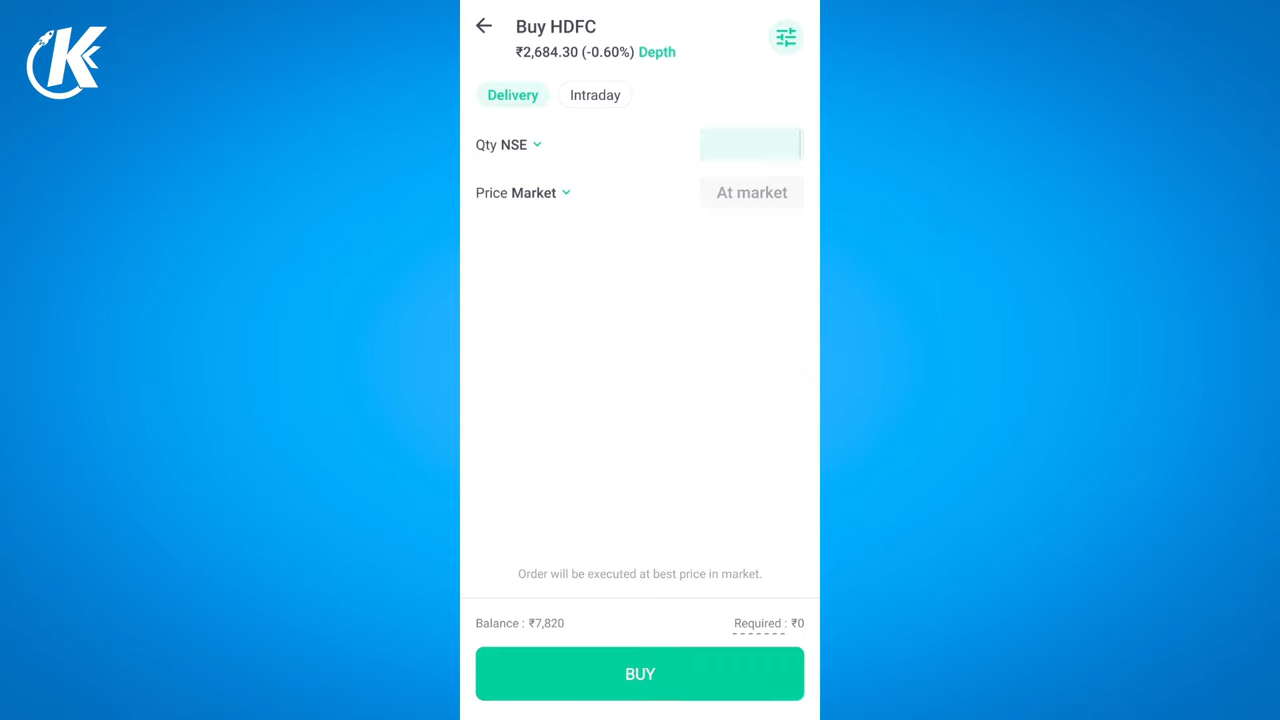 K
Buy HDFC
₹2,684.30 (-0.60%) Depth
Delivery Intraday
Qty NSE
Price Market At market
Order will be executed at best price in market.
Balance : ₹7,820 Required : ₹0
BUY